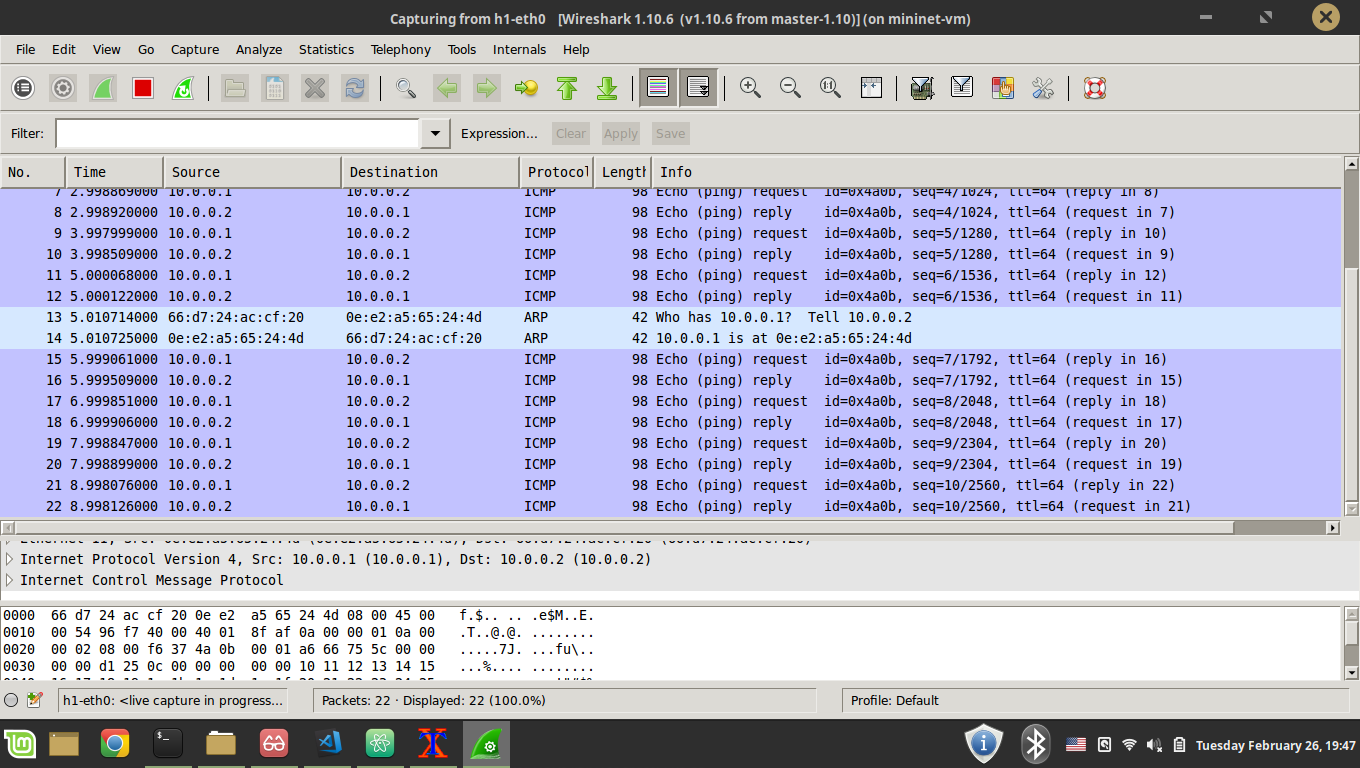 Capturing from h1-eth0 [Wireshark 1.10.6 (v1.10.6 from master-1.10)] (on mininet-vm)
File Edit View Go Capture Analyze Statistics Telephony Tools Internals Help
Filter: Expression... Clear Apply Save
No. Time Source Destination Protocol Length Info
7 2.998869000 10.0.0.1 10.0.0.2 ICMP 98 Echo (ping) request id=0x4a0b, seq=4/1024, ttl=64 (reply in 8)
8 2.998920000 10.0.0.2 10.0.0.1 ICMP 98 Echo (ping) reply id=0x4a0b, seq=4/1024, ttl=64 (request in 7)
9 3.997999000 10.0.0.1 10.0.0.2 ICMP 98 Echo (ping) request id=0x4a0b, seq=5/1280, ttl=64 (reply in 10)
10 3.998509000 10.0.0.2 10.0.0.1 ICMP 98 Echo (ping) reply id=0x4a0b, seq=5/1280, ttl=64 (request in 9)
11 5.000068000 10.0.0.1 10.0.0.2 ICMP 98 Echo (ping) request id=0x4a0b, seq=6/1536, ttl=64 (reply in 12)
12 5.000122000 10.0.0.2 10.0.0.1 ICMP 98 Echo (ping) reply id=0x4a0b, seq=6/1536, ttl=64 (request in 11)
13 5.010714000 66:d7:24:ac:cf:20 0e:e2:a5:65:24:4d ARP 42 Who has 10.0.0.1? Tell 10.0.0.2
14 5.010725000 0e:e2:a5:65:24:4d 66:d7:24:ac:cf:20 ARP 42 10.0.0.1 is at 0e:e2:a5:65:24:4d
15 5.999061000 10.0.0.1 10.0.0.2 ICMP 98 Echo (ping) request id=0x4a0b, seq=7/1792, ttl=64 (reply in 16)
16 5.999509000 10.0.0.2 10.0.0.1 ICMP 98 Echo (ping) reply id=0x4a0b, seq=7/1792, ttl=64 (request in 15)
17 6.999851000 10.0.0.1 10.0.0.2 ICMP 98 Echo (ping) request id=0x4a0b, seq=8/2048, ttl=64 (reply in 18)
18 6.999906000 10.0.0.2 10.0.0.1 ICMP 98 Echo (ping) reply id=0x4a0b, seq=8/2048, ttl=64 (request in 17)
19 7.998847000 10.0.0.1 10.0.0.2 ICMP 98 Echo (ping) request id=0x4a0b, seq=9/2304, ttl=64 (reply in 20)
20 7.998899000 10.0.0.2 10.0.0.1 ICMP 98 Echo (ping) reply id=0x4a0b, seq=9/2304, ttl=64 (request in 19)
21 8.998076000 10.0.0.1 10.0.0.2 ICMP 98 Echo (ping) request id=0x4a0b, seq=10/2560, ttl=64 (reply in 22)
22 8.998126000 10.0.0.2 10.0.0.1 ICMP 98 Echo (ping) reply id=0x4a0b, seq=10/2560, ttl=64 (request in 21)
Internet Protocol Version 4, Src: 10.0.0.1 (10.0.0.1), Dst: 10.0.0.2 (10.0.0.2)
Internet Control Message Protocol
0000 66 d7 24 ac cf 20 0e e2 a5 65 24 4d 08 00 45 00 f.$.. .. .e$M..E.
0010 00 54 96 f7 40 00 40 01 8f af 0a 00 00 01 0a 00 .T..@.@. ........
0020 00 02 08 00 f6 37 4a 0b 00 01 a6 66 75 5c 00 00 .....7J. ...fu\..
0030 00 00 d1 25 0c 00 00 00 00 00 10 11 12 13 14 15 ...%.... ........
h1-eth0: <live capture in progress... Packets: 22 · Displayed: 22 (100.0%) Profile: Default
Tuesday February 26, 19:47